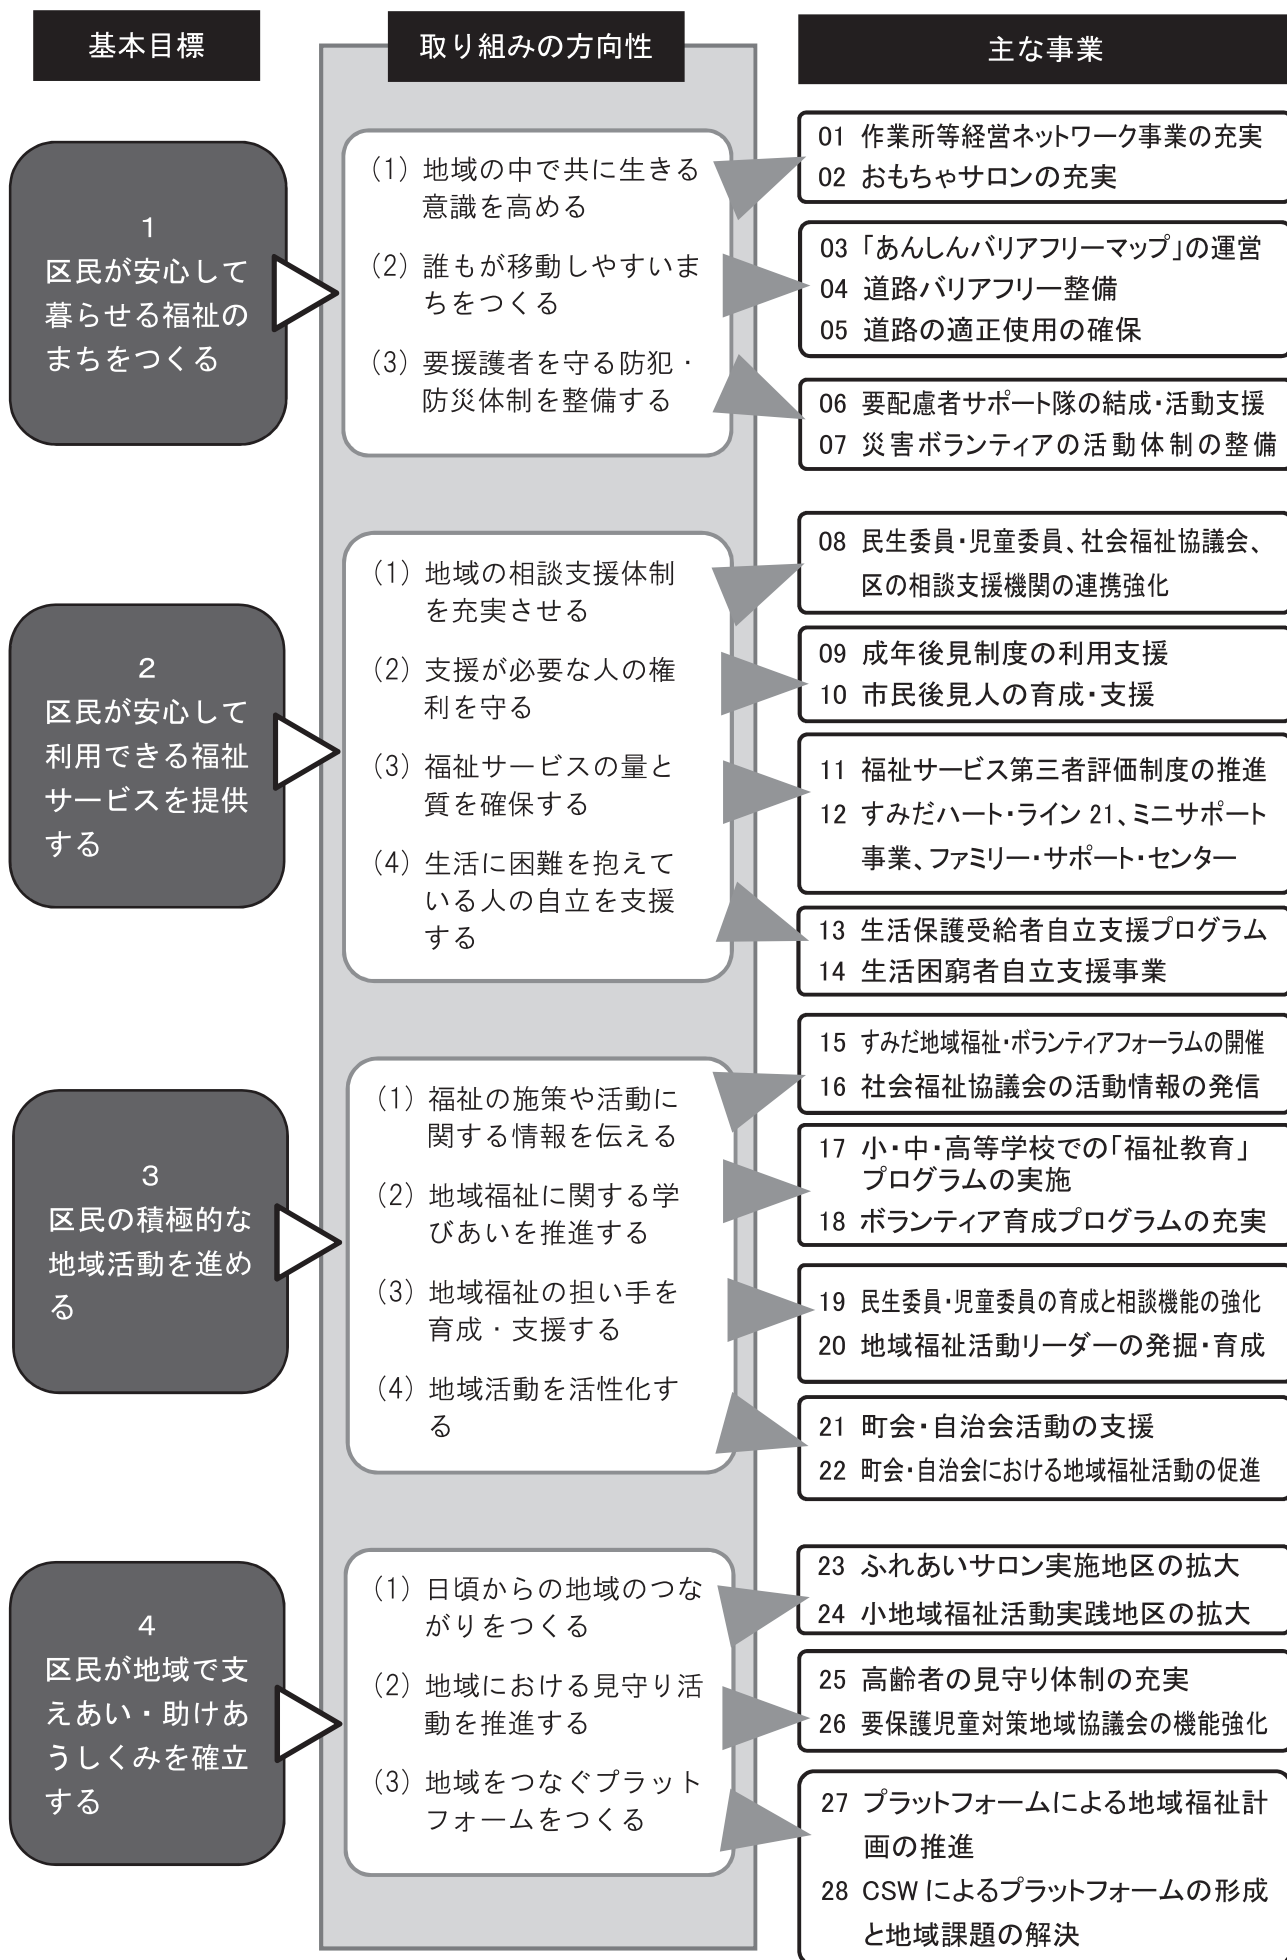 基本目標
取り組みの方向性
主な事業
1
区民が安心して
暮らせる福祉の
まちをつくる
(1) 地域の中で共に生きる
意識を高める
(2) 誰もが移動しやすいま
ちをつくる
(3) 要援護者を守る防犯・
防災体制を整備する
01 作業所等経営ネットワーク事業の充実
02 おもちゃサロンの充実
03 「あんしんバリアフリーマップ」の運営
04 道路バリアフリー整備
05 道路の適正使用の確保
06 要配慮者サポート隊の結成・活動支援
07 災害ボランティアの活動体制の整備
2
区民が安心して
利用できる福祉
サービスを提供
する
(1) 地域の相談支援体制
を充実させる
(2) 支援が必要な人の権
利を守る
(3) 福祉サービスの量と
質を確保する
(4) 生活に困難を抱えて
いる人の自立を支援
する
08 民生委員・児童委員、社会福祉協議会、
区の相談支援機関の連携強化
09 成年後見制度の利用支援
10 市民後見人の育成・支援
11 福祉サービス第三者評価制度の推進
12 すみだハート・ライン 21、ミニサポート
事業、ファミリー・サポート・センター
13 生活保護受給者自立支援プログラム
14 生活困窮者自立支援事業
3
区民の積極的な
地域活動を進め
る
(1) 福祉の施策や活動に
関する情報を伝える
(2) 地域福祉に関する学
びあいを推進する
(3) 地域福祉の担い手を
育成・支援する
(4) 地域活動を活性化す
る
15 すみだ地域福祉・ボランティアフォーラムの開催
16 社会福祉協議会の活動情報の発信
17 小・中・高等学校での「福祉教育」
プログラムの実施
18 ボランティア育成プログラムの充実
19 民生委員・児童委員の育成と相談機能の強化
20 地域福祉活動リーダーの発掘・育成
21 町会・自治会活動の支援
22 町会・自治会における地域福祉活動の促進
4
区民が地域で支
えあい・助けあ
うしくみを確立
する
(1) 日頃からの地域のつな
がりをつくる
(2) 地域における見守り活
動を推進する
(3) 地域をつなぐプラット
フォームをつくる
23 ふれあいサロン実施地区の拡大
24 小地域福祉活動実践地区の拡大
25 高齢者の見守り体制の充実
26 要保護児童対策地域協議会の機能強化
27 プラットフォームによる地域福祉計
画の推進
28 CSW によるプラットフォームの形成
と地域課題の解決